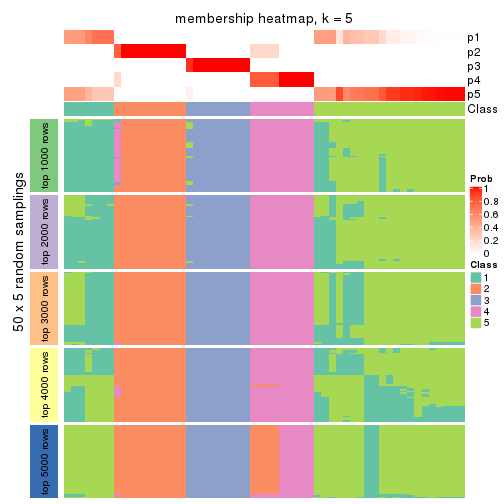 membership heatmap, k = 5
p1
p2
p3
p4
p5
Class
50 x 5 random samplings
top 1000 rows
top 2000 rows
top 3000 rows
top 4000 rows
top 5000 rows
Prob
1
0.8
0.6
0.4
0.2
0
Class
1
2
3
4
5